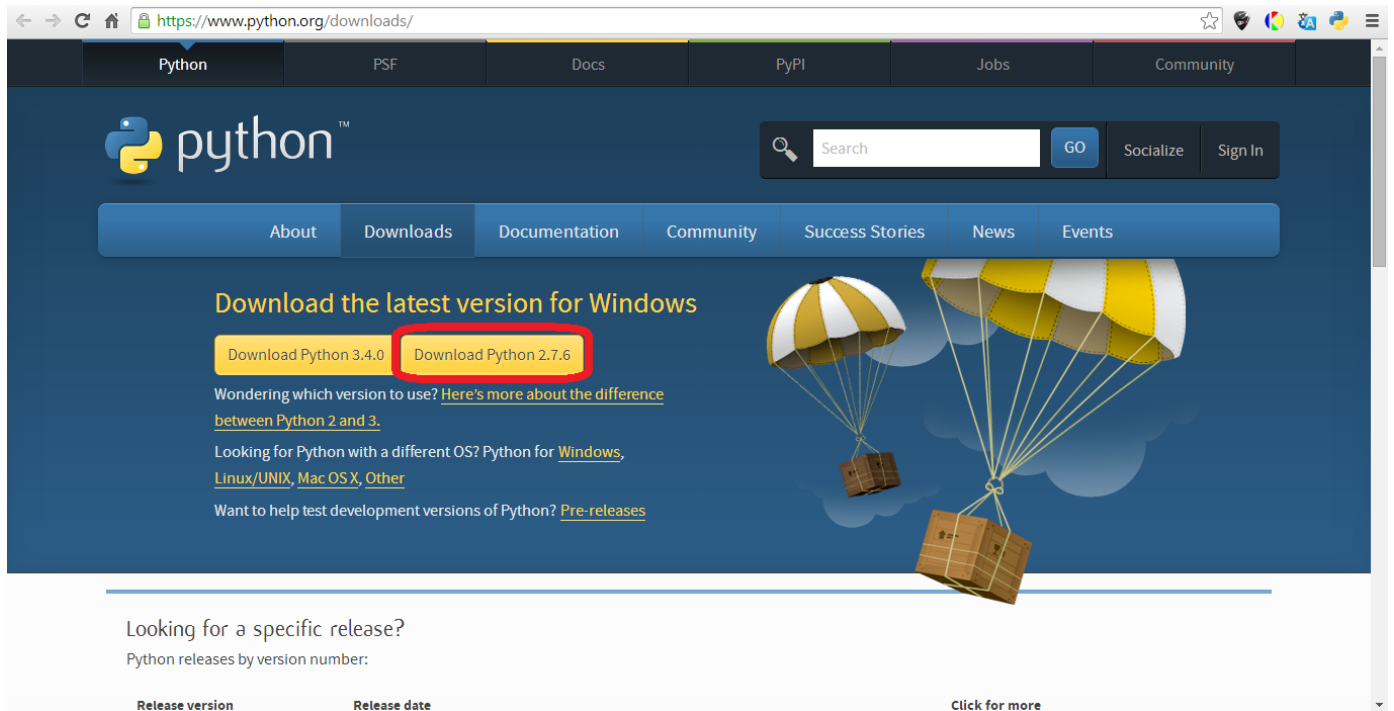 https://www.python.org/downloads/
Python PSF Docs PyPI Jobs Community
python™
Search GO Socialize Sign In
About Downloads Documentation Community Success Stories News Events
Download the latest version for Windows
Download Python 3.4.0 Download Python 2.7.6
Wondering which version to use? Here's more about the difference
between Python 2 and 3.
Looking for Python with a different OS? Python for Windows,
Linux/UNIX, Mac OS X, Other
Want to help test development versions of Python? Pre-releases
Looking for a specific release?
Python releases by version number:
Release version Release date Click for more